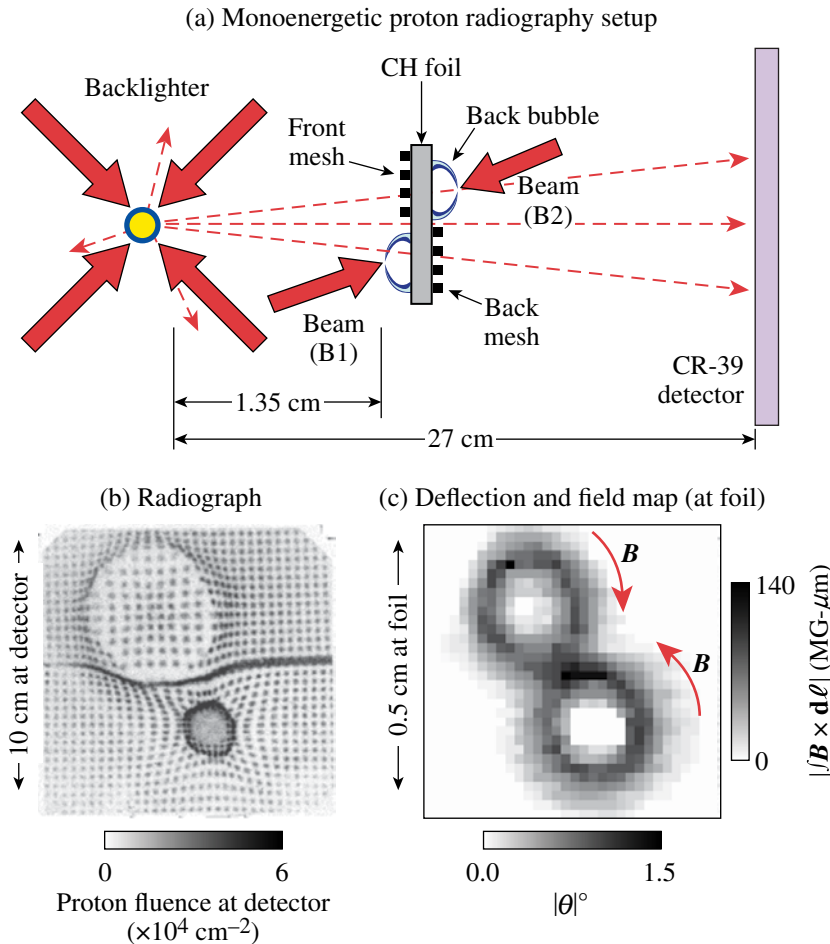 (a) Monoenergetic proton radiography setup
CH foil
Backlighter
Back bubble
Front
mesh
Beam
(B2)
Beam
(B1)
Back
mesh
CR-39
detector
1.35 cm
27 cm
(b) Radiograph
(c) Deflection and field map (at foil)
10 cm at detector
0.5 cm at foil
B
B
140
0
|∫B × dℓ| (MG-μm)
0
6
Proton fluence at detector
(×10⁴ cm⁻²)
0.0
1.5
|θ|°